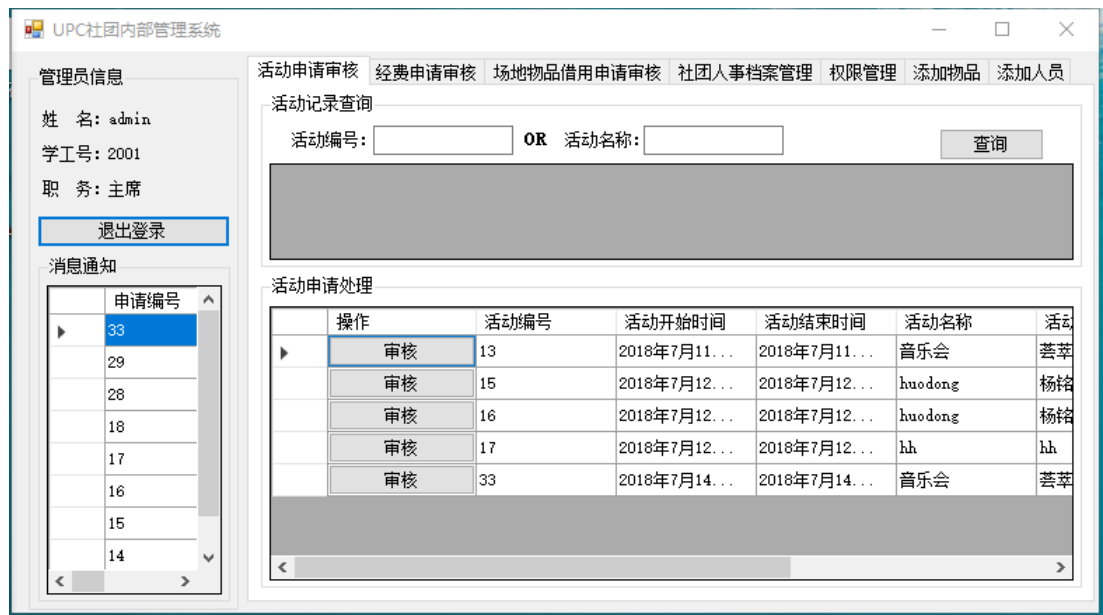 UPC社团内部管理系统
管理员信息
姓 名: admin
学工号: 2001
职 务: 主席
退出登录
消息通知
申请编号
33
29
28
18
17
16
15
14
活动申请审核 经费申请审核 场地物品借用申请审核 社团人事档案管理 权限管理 添加物品 添加人员
活动记录查询
活动编号: OR 活动名称: 查询
活动申请处理
操作 活动编号 活动开始时间 活动结束时间 活动名称
审核 13 2018年7月11... 2018年7月11... 音乐会 荟萃
审核 15 2018年7月12... 2018年7月12... huodong 杨铭
审核 16 2018年7月12... 2018年7月12... huodong 杨铭
审核 17 2018年7月12... 2018年7月12... hh hh
审核 33 2018年7月14... 2018年7月14... 音乐会 荟萃